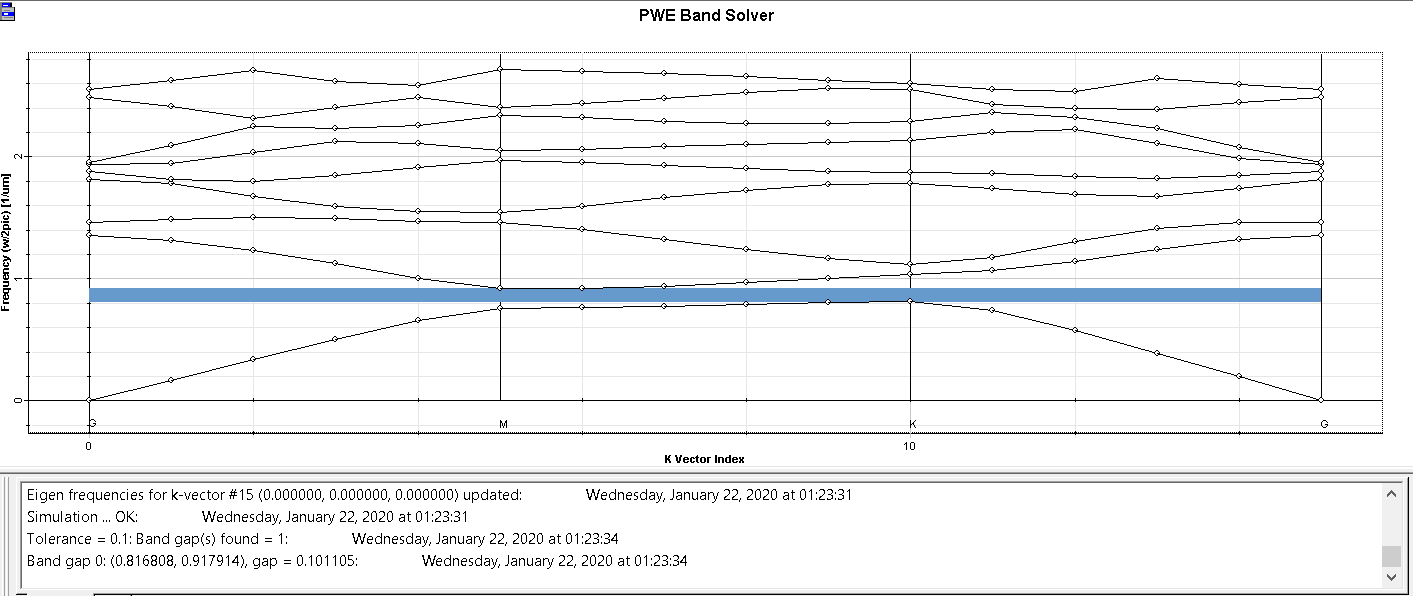 PWE Band Solver
Frequency (w/2pic) [1/um]
2
1
0
G
M
K
G
0
10
K Vector Index
Eigen frequencies for k-vector #15 (0.000000, 0.000000, 0.000000) updated: Wednesday, January 22, 2020 at 01:23:31
Simulation ... OK: Wednesday, January 22, 2020 at 01:23:31
Tolerance = 0.1: Band gap(s) found = 1: Wednesday, January 22, 2020 at 01:23:34
Band gap 0: (0.816808, 0.917914), gap = 0.101105: Wednesday, January 22, 2020 at 01:23:34